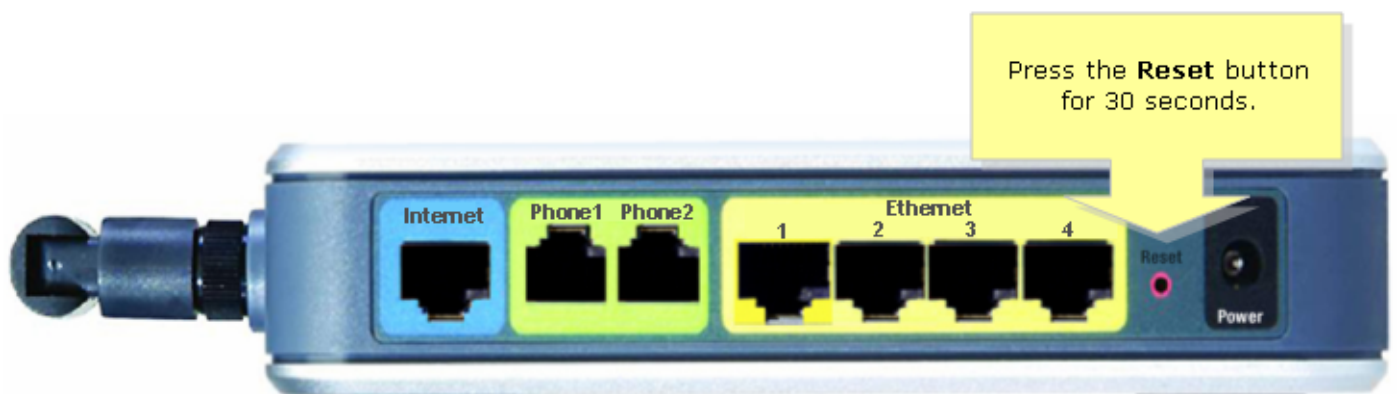 Press the Reset button
for 30 seconds.
Internet
Phone1 Phone2
Ethernet
1 2 3 4
Reset
Power